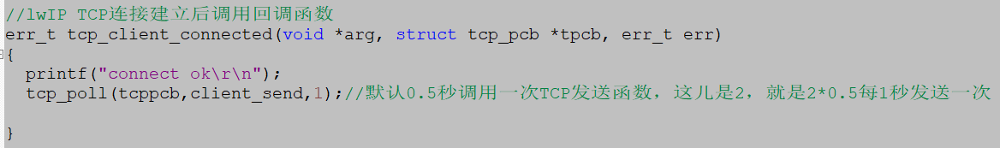 //lwIP TCP连接建立后调用回调函数
err_t tcp_client_connected(void *arg, struct tcp_pcb *tpcb, err_t err)
{
  printf("connect ok\r\n");
  tcp_poll(tcppcb,client_send,1);//默认0.5秒调用一次TCP发送函数，这儿是2，就是2*0.5每1秒发送一次
}